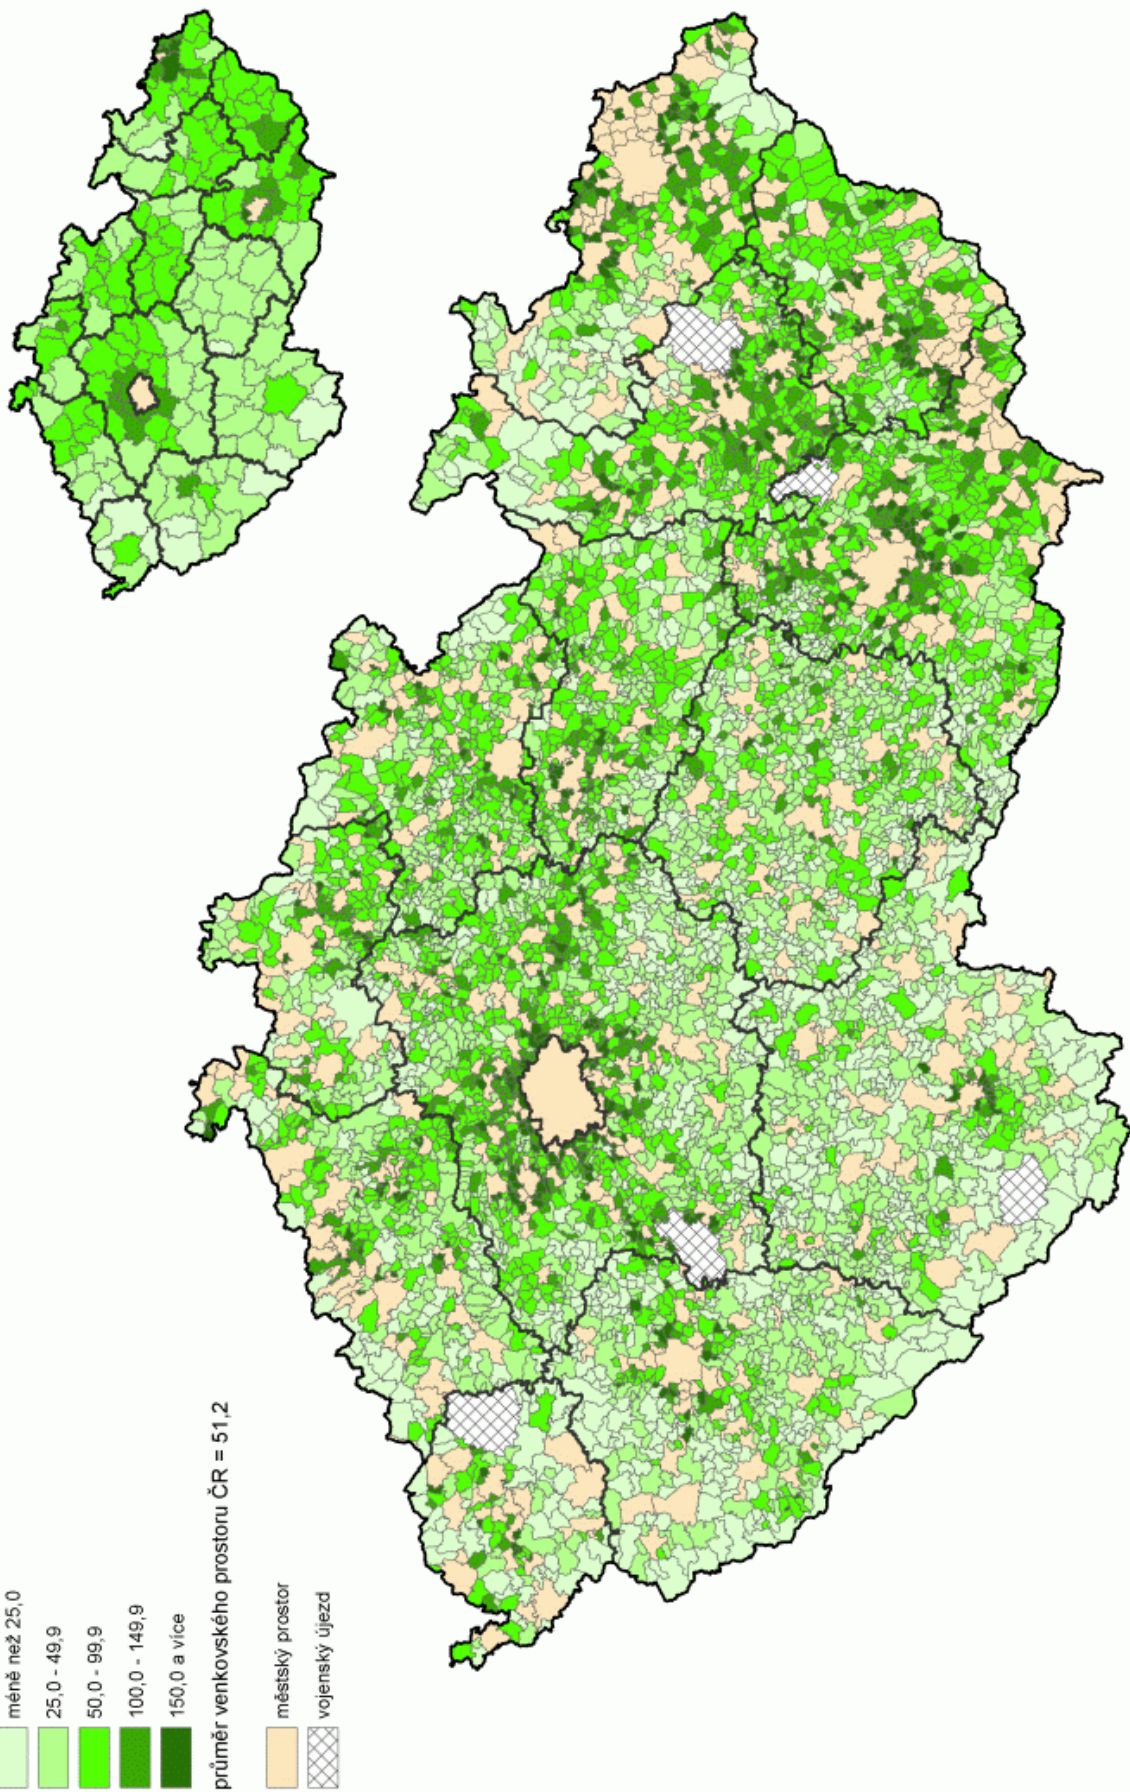 méně než 25,0
25,0 - 49,9
50,0 - 99,9
100,0 - 149,9
150,0 a více
průměr venkovského prostoru ČR = 51,2
městský prostor
vojenský újezd